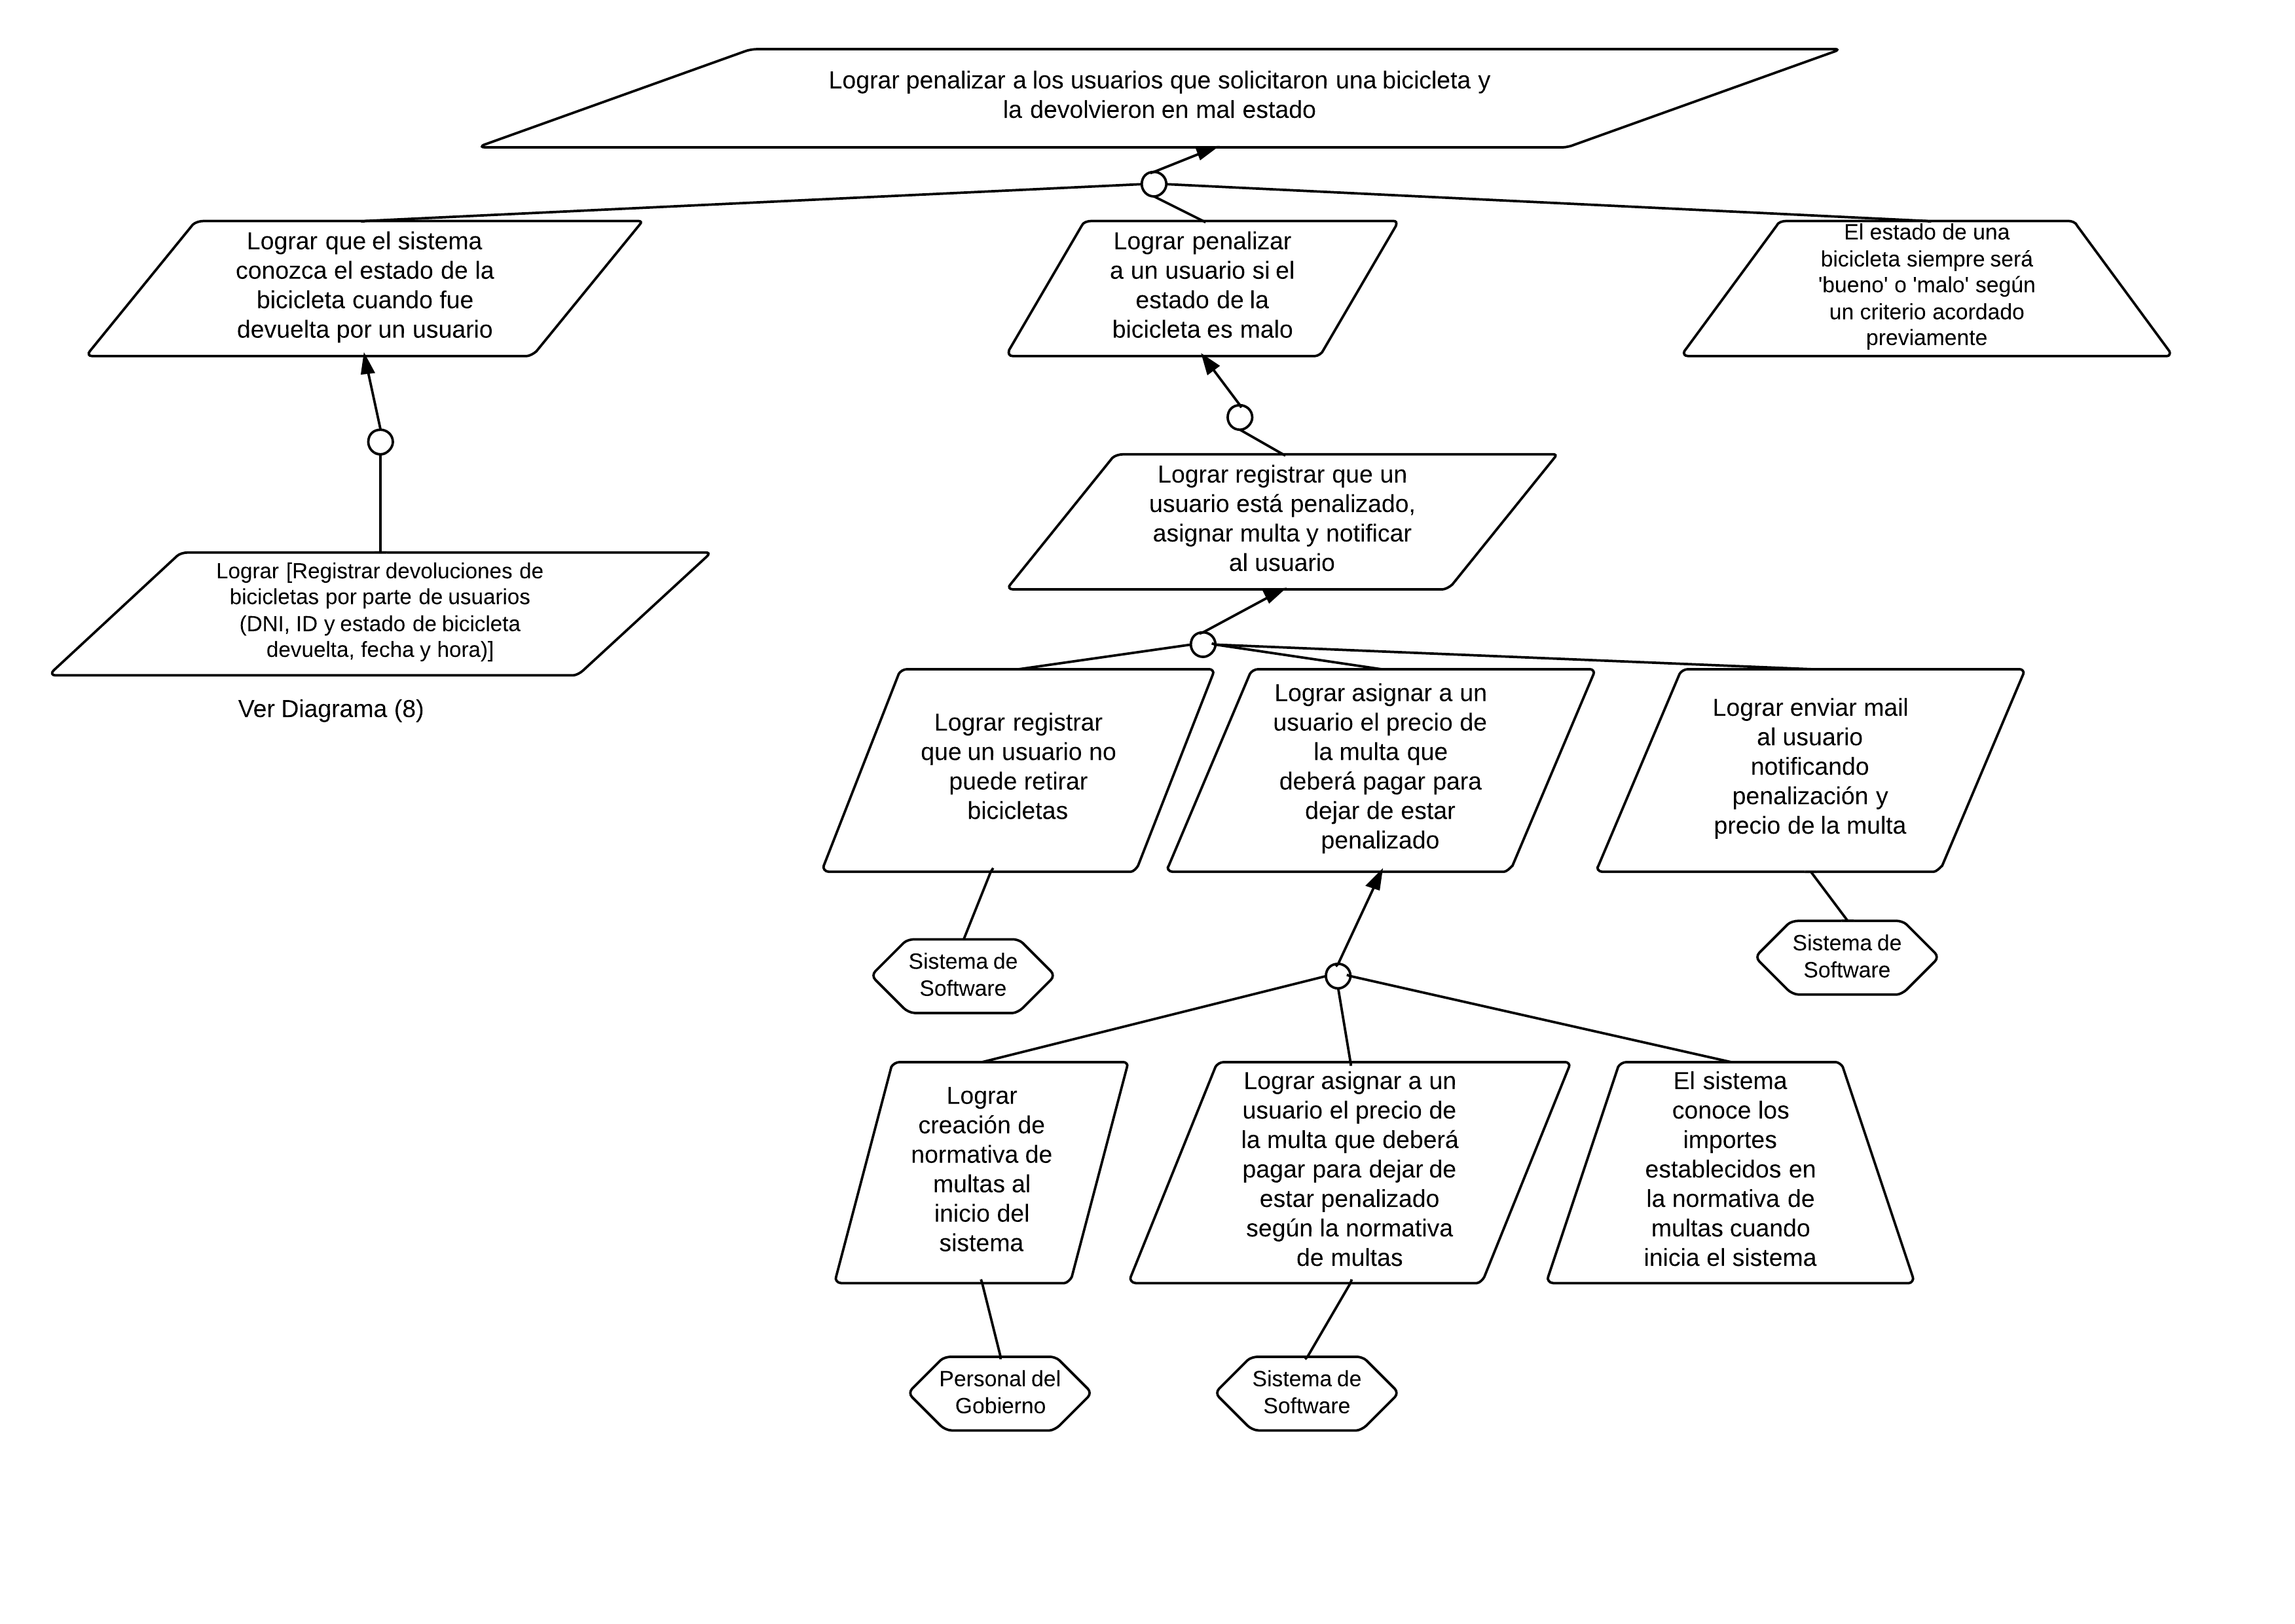 Lograr penalizar a los usuarios que solicitaron una bicicleta y
la devolvieron en mal estado
Lograr que el sistema
conozca el estado de la
bicicleta cuando fue
devuelta por un usuario
Lograr penalizar
a un usuario si el
estado de la
bicicleta es malo
El estado de una
bicicleta siempre será
'bueno' o 'malo' según
un criterio acordado
previamente
Lograr registrar que un
usuario está penalizado,
asignar multa y notificar
al usuario
Lograr [Registrar devoluciones de
bicicletas por parte de usuarios
(DNI, ID y estado de bicicleta
devuelta, fecha y hora)]
Ver Diagrama (8)
Lograr registrar
que un usuario no
puede retirar
bicicletas
Lograr asignar a un
usuario el precio de
la multa que
deberá pagar para
dejar de estar
penalizado
Lograr enviar mail
al usuario
notificando
penalización y
precio de la multa
Sistema de
Software
Sistema de
Software
Lograr
creación de
normativa de
multas al
inicio del
sistema
Lograr asignar a un
usuario el precio de
la multa que deberá
pagar para dejar de
estar penalizado
según la normativa
de multas
El sistema
conoce los
importes
establecidos en
la normativa de
multas cuando
inicia el sistema
Personal del
Gobierno
Sistema de
Software